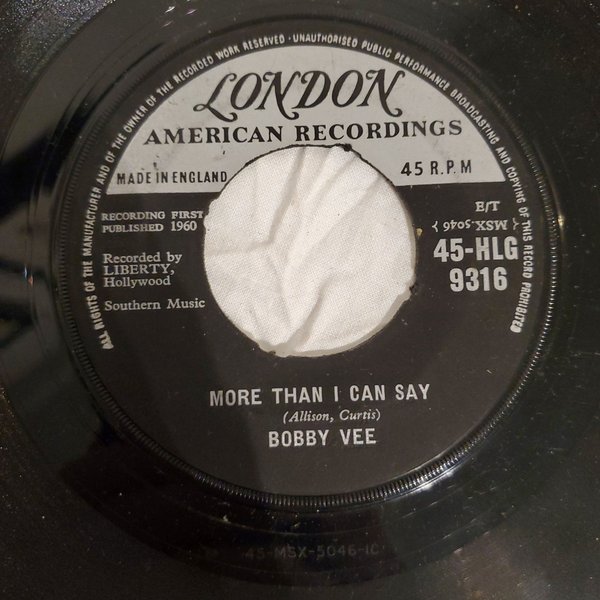 ALL RIGHTS OF THE MANUFACTURER AND OF THE OWNER OF THE RECORDED WORK RESERVED · UNAUTHORISED PUBLIC PERFORMANCE BROADCASTING AND COPYING OF THIS RECORD PROHIBITED
LONDON
AMERICAN RECORDINGS
MADE IN ENGLAND
45 R.P.M
RECORDING FIRST
PUBLISHED 1960
E/T
{ MSX.5046 }
Recorded by
LIBERTY,
Hollywood
Southern Music
45-HLG
9316
MORE THAN I CAN SAY
(Allison, Curtis)
BOBBY VEE
45-MSX-5046-1C